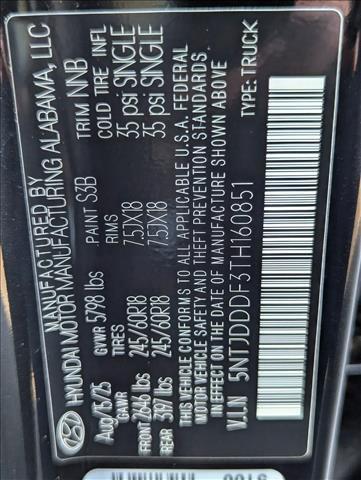 MANUFACTURED BY
HYUNDAI MOTOR MANUFACTURING ALABAMA, LLC
Aug/15/25 GVWR 5798 lbs PAINT S3B TRIM NNB
GAWR TIRES RIMS COLD TIRE INFL
FRONT 2646 lbs 245/60R18 7.5JX18 35 psi SINGLE
REAR 3197 lbs 245/60R18 7.5JX18 35 psi SINGLE
THIS VEHICLE CONFORMS TO ALL APPLICABLE U.S.A. FEDERAL
MOTOR VEHICLE SAFETY AND THEFT PREVENTION STANDARDS
IN EFFECT ON THE DATE OF MANUFACTURE SHOWN ABOVE
V.I.N 5NTJDDDF3TH160851 TYPE: TRUCK